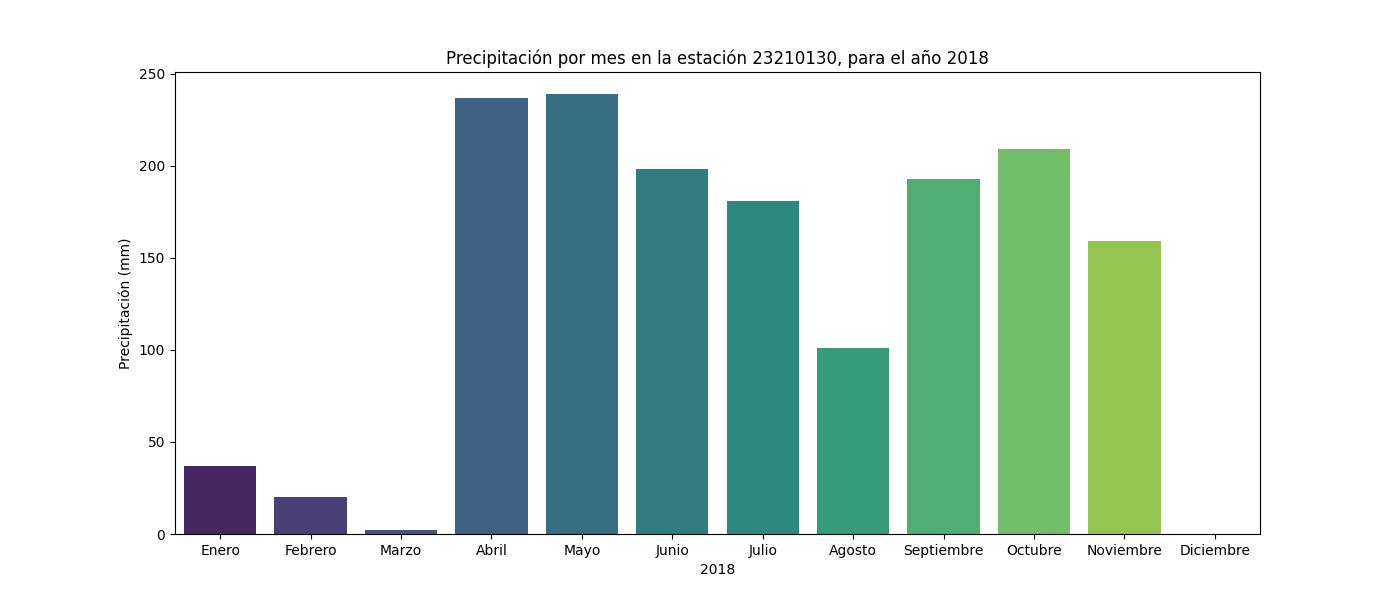 Precipitación por mes en la estación 23210130, para el año 2018
Precipitación (mm)
250
200
150
100
50
0
Enero Febrero Marzo Abril Mayo Junio Julio Agosto Septiembre Octubre Noviembre Diciembre
2018